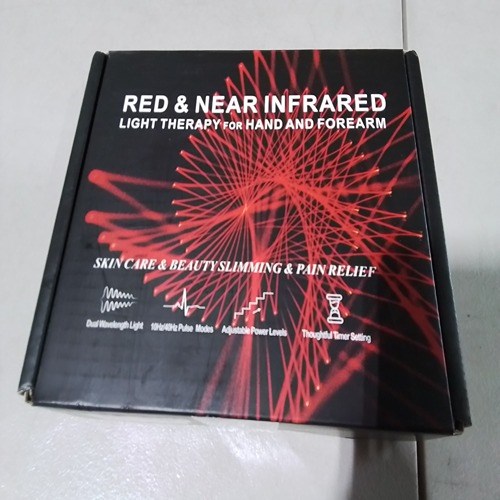 RED & NEAR INFRARED
LIGHT THERAPY FOR HAND AND FOREARM
SKIN CARE & BEAUTY SLIMMING & PAIN RELIEF
Dual Wavelength Light
10Hz/40Hz Pulse Modes
Adjustable Power Levels
Thoughtful Timer Setting